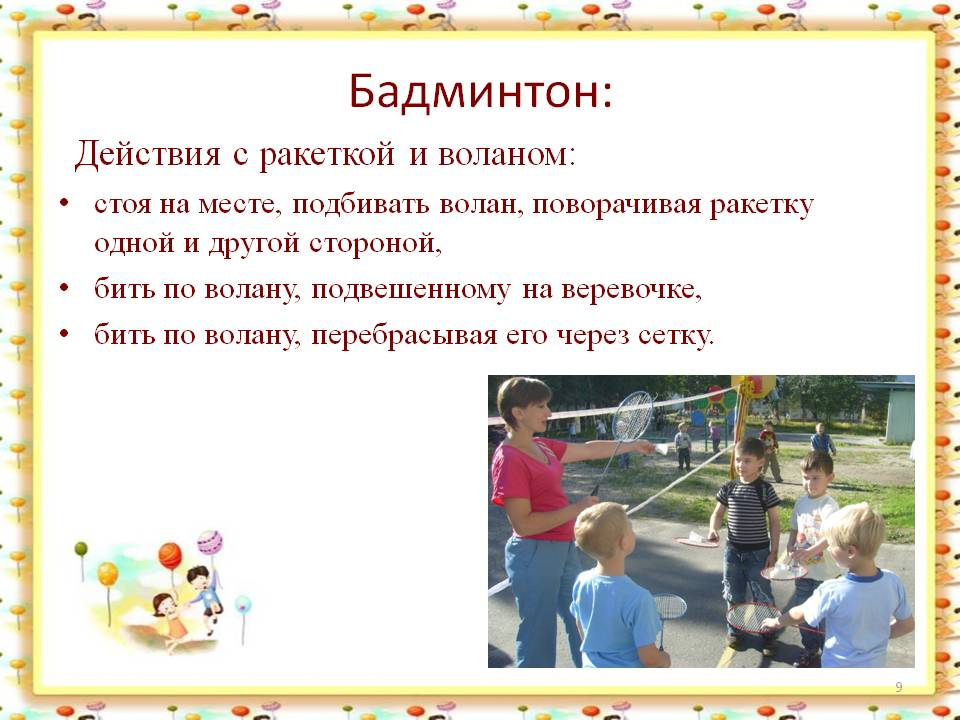 Бадминтон:
Действия с ракеткой и воланом:
• стоя на месте, подбивать волан, поворачивая ракетку
одной и другой стороной,
• бить по волану, подвешенному на веревочке,
• бить по волану, перебрасывая его через сетку.
9